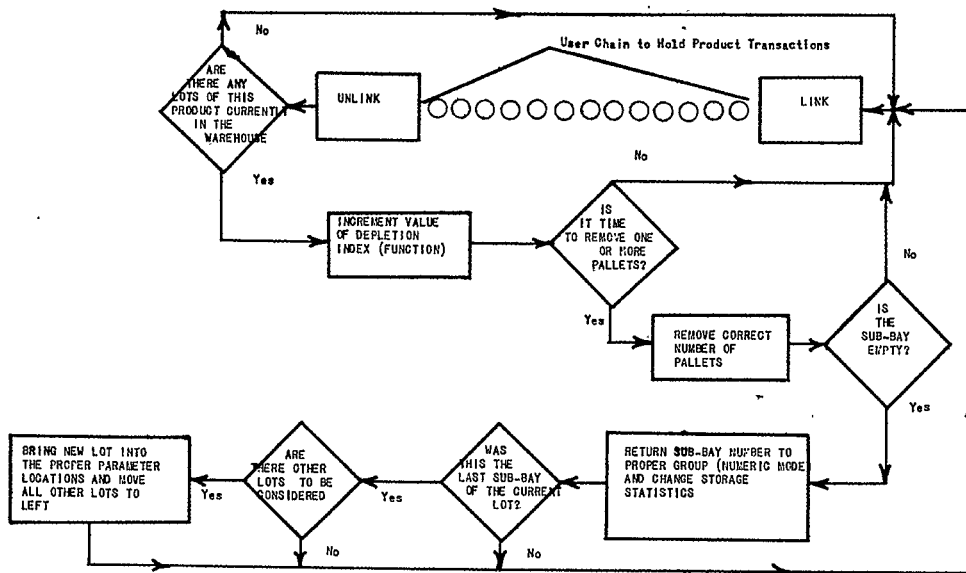 No
User Chain to Hold Product Transactions
ARE
THERE ANY
LOTS OF THIS
PRODUCT CURRENTLY
IN THE
WAREHOUSE
UNLINK
LINK
No
Yes
INCREMENT VALUE
OF DEPLETION
INDEX (FUNCTION)
IS
IT TIME
TO REMOVE ONE
OR MORE
PALLETS?
No
Yes
REMOVE CORRECT
NUMBER OF
PALLETS
IS
THE
SUB-BAY
EMPTY?
Yes
BRING NEW LOT INTO
THE PROPER PARAMETER
LOCATIONS AND MOVE
ALL OTHER LOTS TO
LEFT
Yes
ARE
THERE OTHER
LOTS TO BE
CONSIDERED
Yes
WAS
THIS THE
LAST SUB-BAY
OF THE CURRENT
LOT?
RETURN SUB-BAY NUMBER TO
PROPER GROUP (NUMERIC MODE)
AND CHANGE STORAGE
STATISTICS
No
No